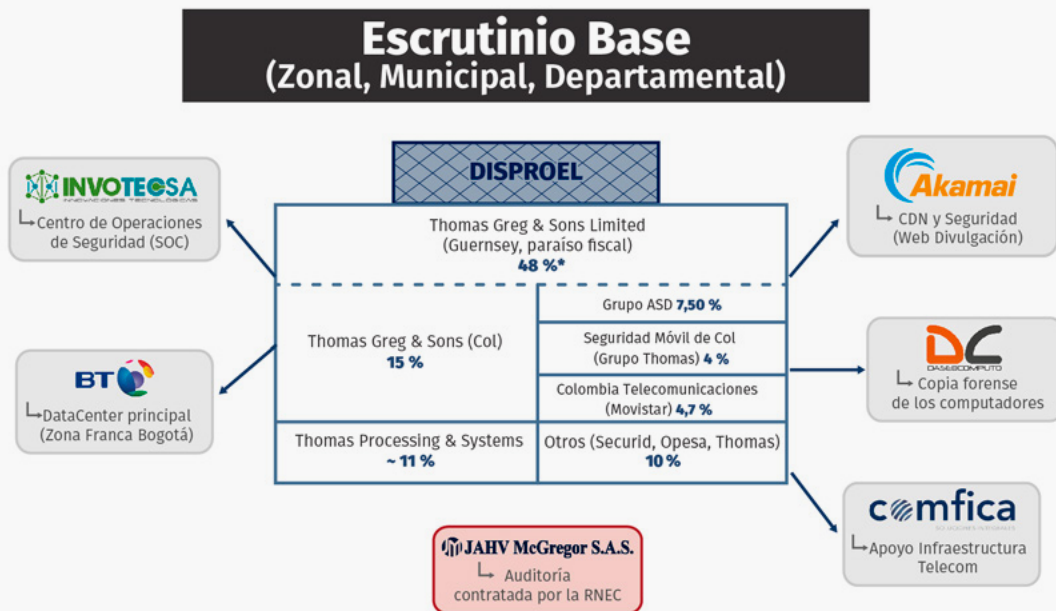 Escrutinio Base
(Zonal, Municipal, Departamental)
DISPROEL
INVOTECSA
INNOVACIONES TECNOLÓGICAS
Centro de Operaciones
de Seguridad (SOC)
BT
DataCenter principal
(Zona Franca Bogotá)
Thomas Greg & Sons Limited
(Guernsey, paraíso fiscal)
48 %*
Thomas Greg & Sons (Col)
15 %
Grupo ASD 7,50 %
Seguridad Móvil de Col
(Grupo Thomas) 4 %
Colombia Telecomunicaciones
(Movistar) 4,7 %
Thomas Processing & Systems
~ 11 %
Otros (Securid, Opesa, Thomas)
10 %
Akamai
CDN y Seguridad
(Web Divulgación)
DC
Copia forense
de los computadores
comfica
Apoyo Infraestructura
Telecom
JAHV McGregor S.A.S.
Auditoría
contratada por la RNEC